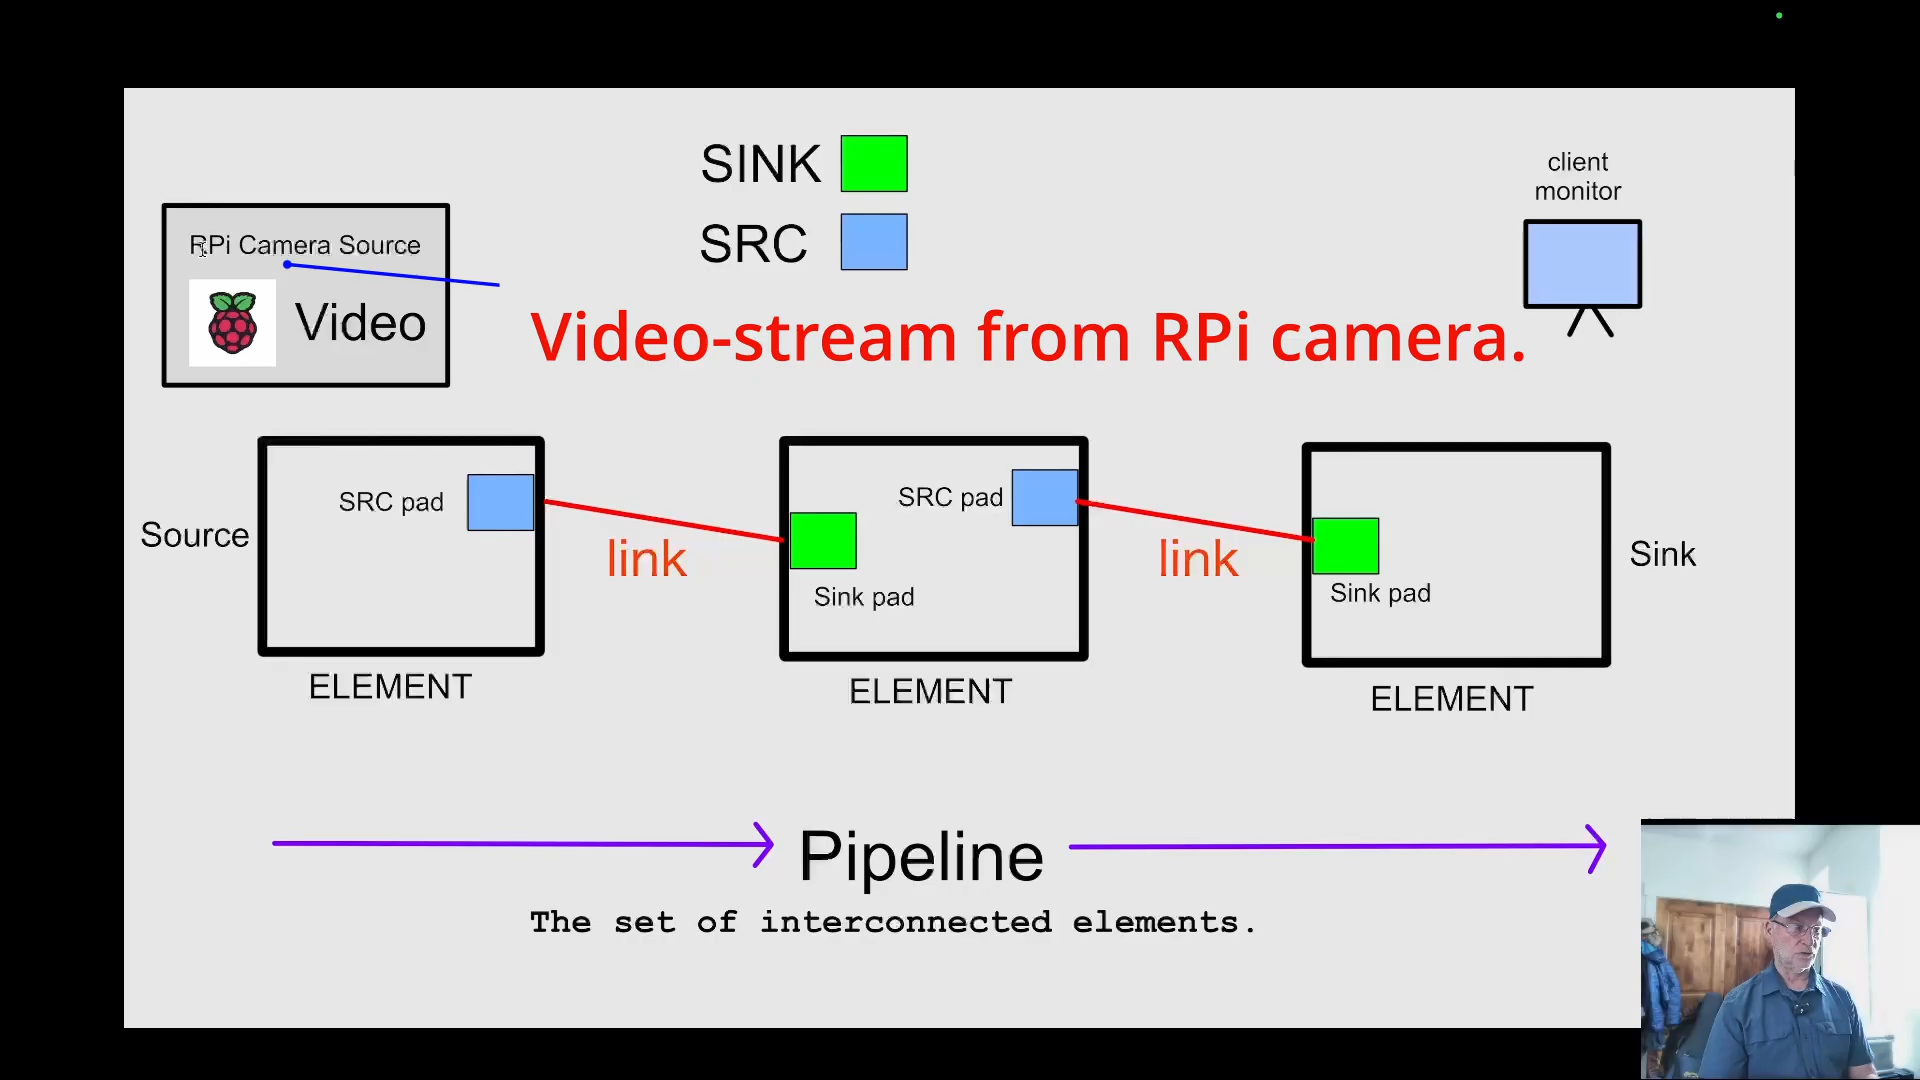 SINK
SRC
client
monitor
RPi Camera Source
Video
Video-stream from RPi camera.
Source
SRC pad
link
SRC pad
Sink pad
link
Sink pad
Sink
ELEMENT
ELEMENT
ELEMENT
Pipeline
The set of interconnected elements.